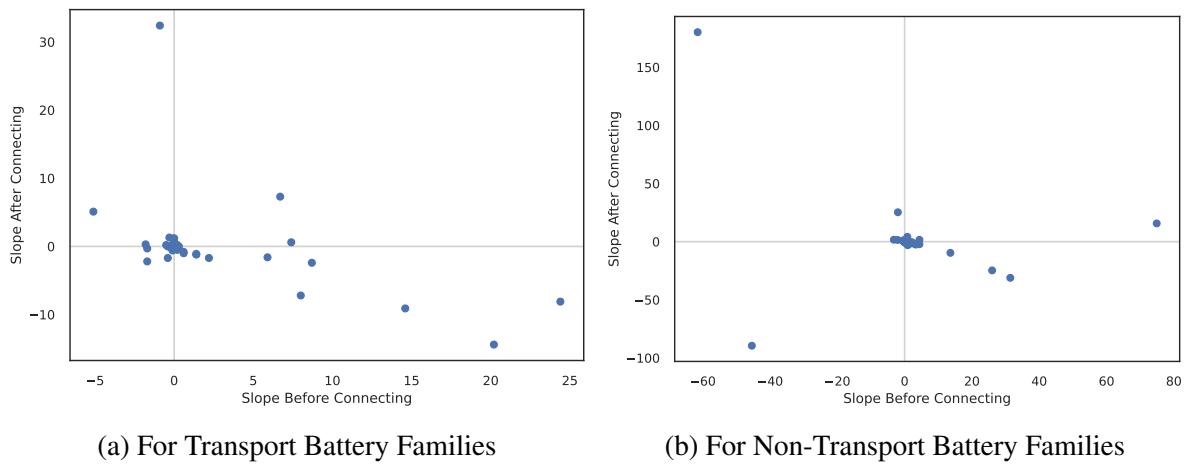 30
20
10
0
−10
Slope After Connecting
−5 0 5 10 15 20 25
Slope Before Connecting
(a) For Transport Battery Families
150
100
50
0
−50
−100
Slope After Connecting
−60 −40 −20 0 20 40 60 80
Slope Before Connecting
(b) For Non-Transport Battery Families